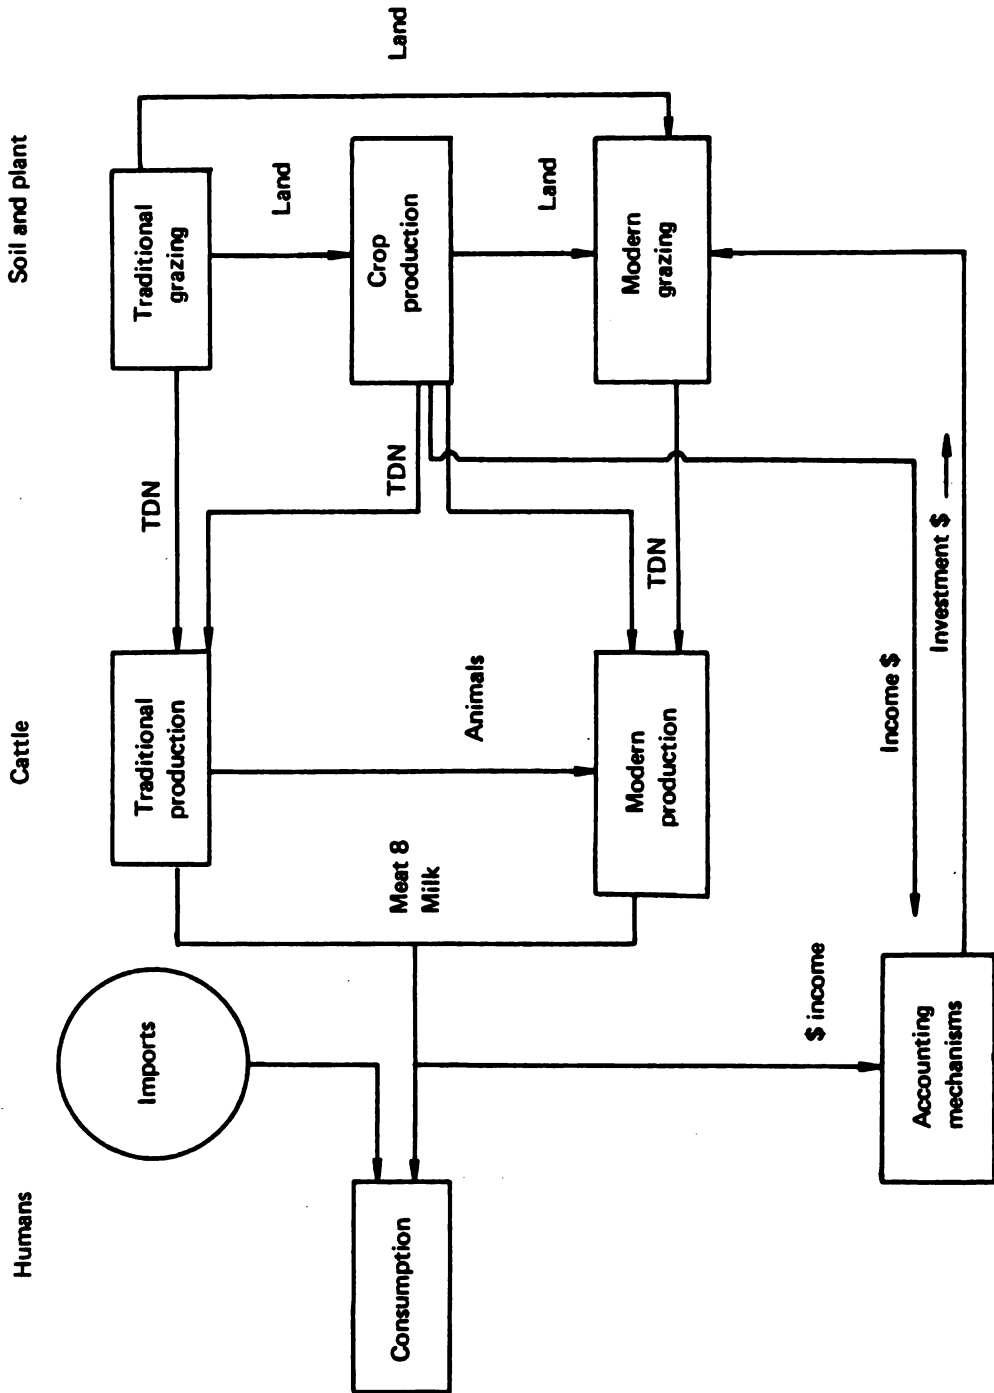 Humans
Cattle
Soil and plant
Imports
Traditional
production
Traditional
grazing
TDN
Land
Land
Consumption
Meat 8
Milk
Animals
TDN
Crop
production
Land
TDN
Modern
production
Modern
grazing
$ income
Income $
Investment $
Accounting
mechanisms